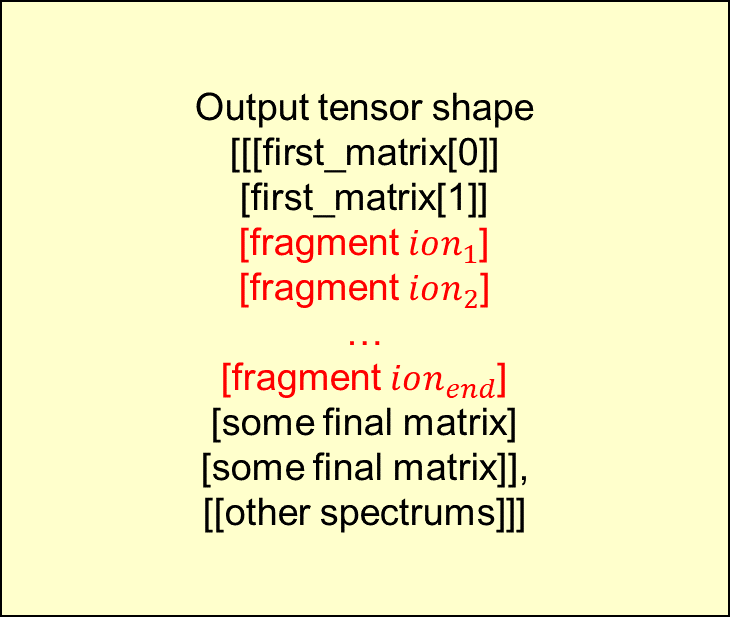 Output tensor shape
[[[first_matrix[0]]
[first_matrix[1]]
[fragment ion₁]
[fragment ion₂]
…
[fragment ionₑₙd]
[some final matrix]
[some final matrix]],
[[other spectrums]]]